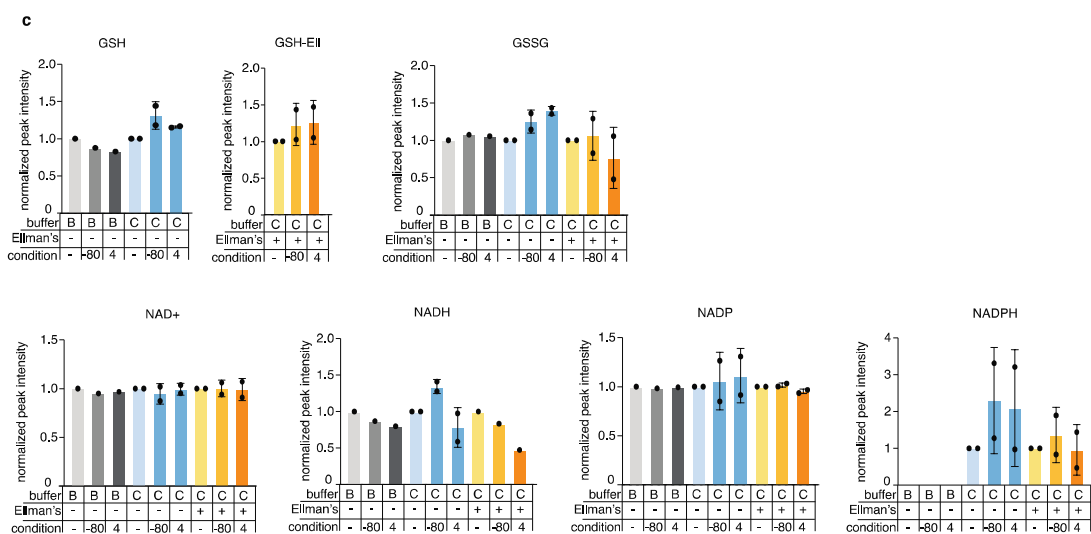 c
GSH
GSH-Ell
GSSG
normalized peak intensity
2.0
1.5
1.0
0.5
0
buffer B B B C C C
Ellman's - - - - - -
condition - -80 4 - -80 4
normalized peak intensity
2.0
1.5
1.0
0.5
0
buffer C C C
Ellman's + + +
condition - -80 4
normalized peak intensity
2.0
1.5
1.0
0.5
0
buffer B B B C C C C C C
Ellman's - - - - - - + + +
condition - -80 4 - -80 4 - -80 4
NAD+
NADH
NADP
NADPH
normalized peak intensity
1.5
1.0
0.5
0
buffer B B B C C C C C C
Ellman's - - - - - - + + +
condition - -80 4 - -80 4 - -80 4
normalized peak intensity
2.0
1.5
1.0
0.5
0
buffer B B B C C C C C C
Ellman's - - - - - - + + +
condition - -80 4 - -80 4 - -80 4
normalized peak intensity
1.5
1.0
0.5
0
buffer B B B C C C C C C
Ellman's - - - - - - + + +
condition - -80 4 - -80 4 - -80 4
normalized peak intensity
4
3
2
1
0
buffer B B B C C C C C C
Ellman's - - - - - - + + +
condition - -80 4 - -80 4 - -80 4